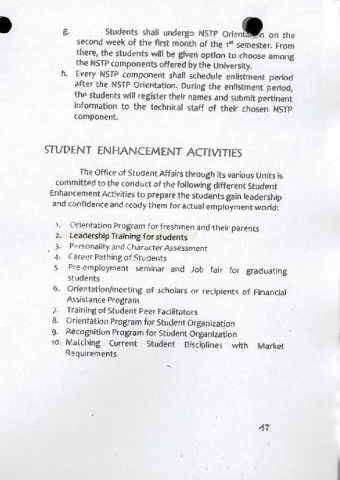 g. Students shall undergo NSTP Orientation on the
second week of the first month of the 1st semester. From
there, the students will be given option to choose among
the NSTP components offered by the University.
h. Every NSTP component shall schedule enlistment period
after the NSTP Orientation. During the enlistment period,
the students will register their names and submit pertinent
information to the technical staff of their chosen NSTP
component.
STUDENT ENHANCEMENT ACTIVITIES
The Office of Student Affairs through its various Units is
committed to the conduct of the following different Student
Enhancement Activities to prepare the students gain leadership
and confidence and ready them for actual employment world:
1. Orientation Program for freshmen and their parents
2. Leadership Training for students
3. Personality and Character Assessment
4. Career Pathing of Students
5. Pre-employment seminar and Job fair for graduating
students
6. Orientation/meeting of scholars or recipients of Financial
Assistance Program
7. Training of Student Peer Facilitators
8. Orientation Program for Student Organization
9. Recognition Program for Student Organization
10. Matching Current Student Disciplines with Market
Requirements
47